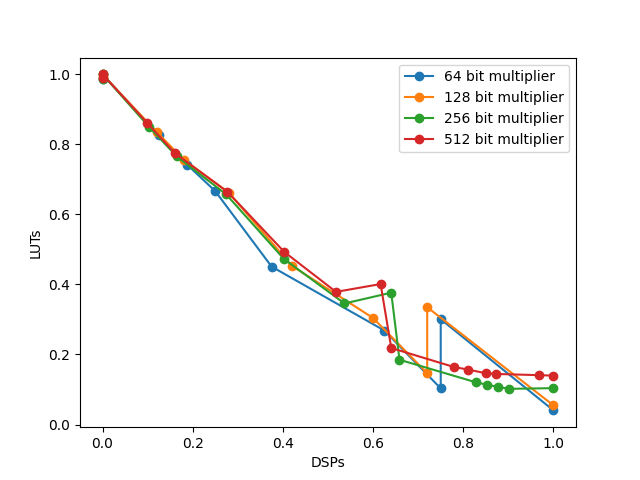 64 bit multiplier
128 bit multiplier
256 bit multiplier
512 bit multiplier
1.0
0.8
0.6
0.4
0.2
0.0
LUTs
0.0 0.2 0.4 0.6 0.8 1.0
DSPs